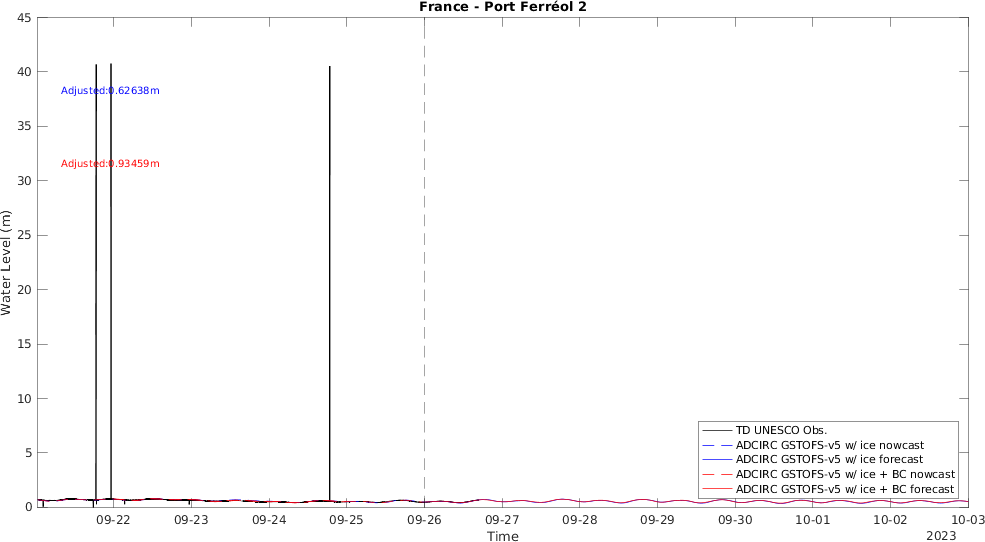 France - Port Ferréol 2
45
40
35
30
25
20
15
10
5
0
Water Level (m)
Adjusted:0.62638m
Adjusted:0.93459m
TD UNESCO Obs.
ADCIRC GSTOFS-v5 w/ ice nowcast
ADCIRC GSTOFS-v5 w/ ice forecast
ADCIRC GSTOFS-v5 w/ ice + BC nowcast
ADCIRC GSTOFS-v5 w/ ice + BC forecast
09-22 09-23 09-24 09-25 09-26 09-27 09-28 09-29 09-30 10-01 10-02 10-03
Time
2023